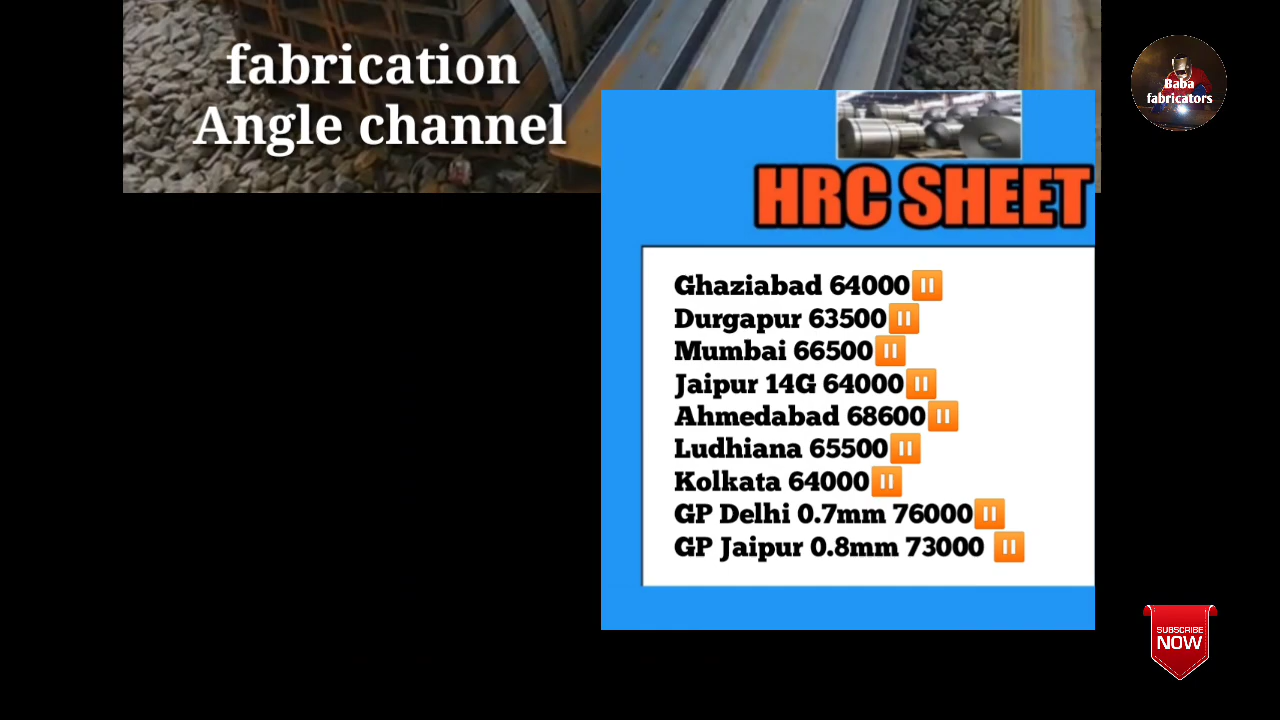 fabrication
Angle channel
Baba
fabricators
HRC SHEET
Ghaziabad 64000⏸
Durgapur 63500⏸
Mumbai 66500⏸
Jaipur 14G 64000⏸
Ahmedabad 68600⏸
Ludhiana 65500⏸
Kolkata 64000⏸
GP Delhi 0.7mm 76000⏸
GP Jaipur 0.8mm 73000 ⏸
SUBSCRIBE
NOW